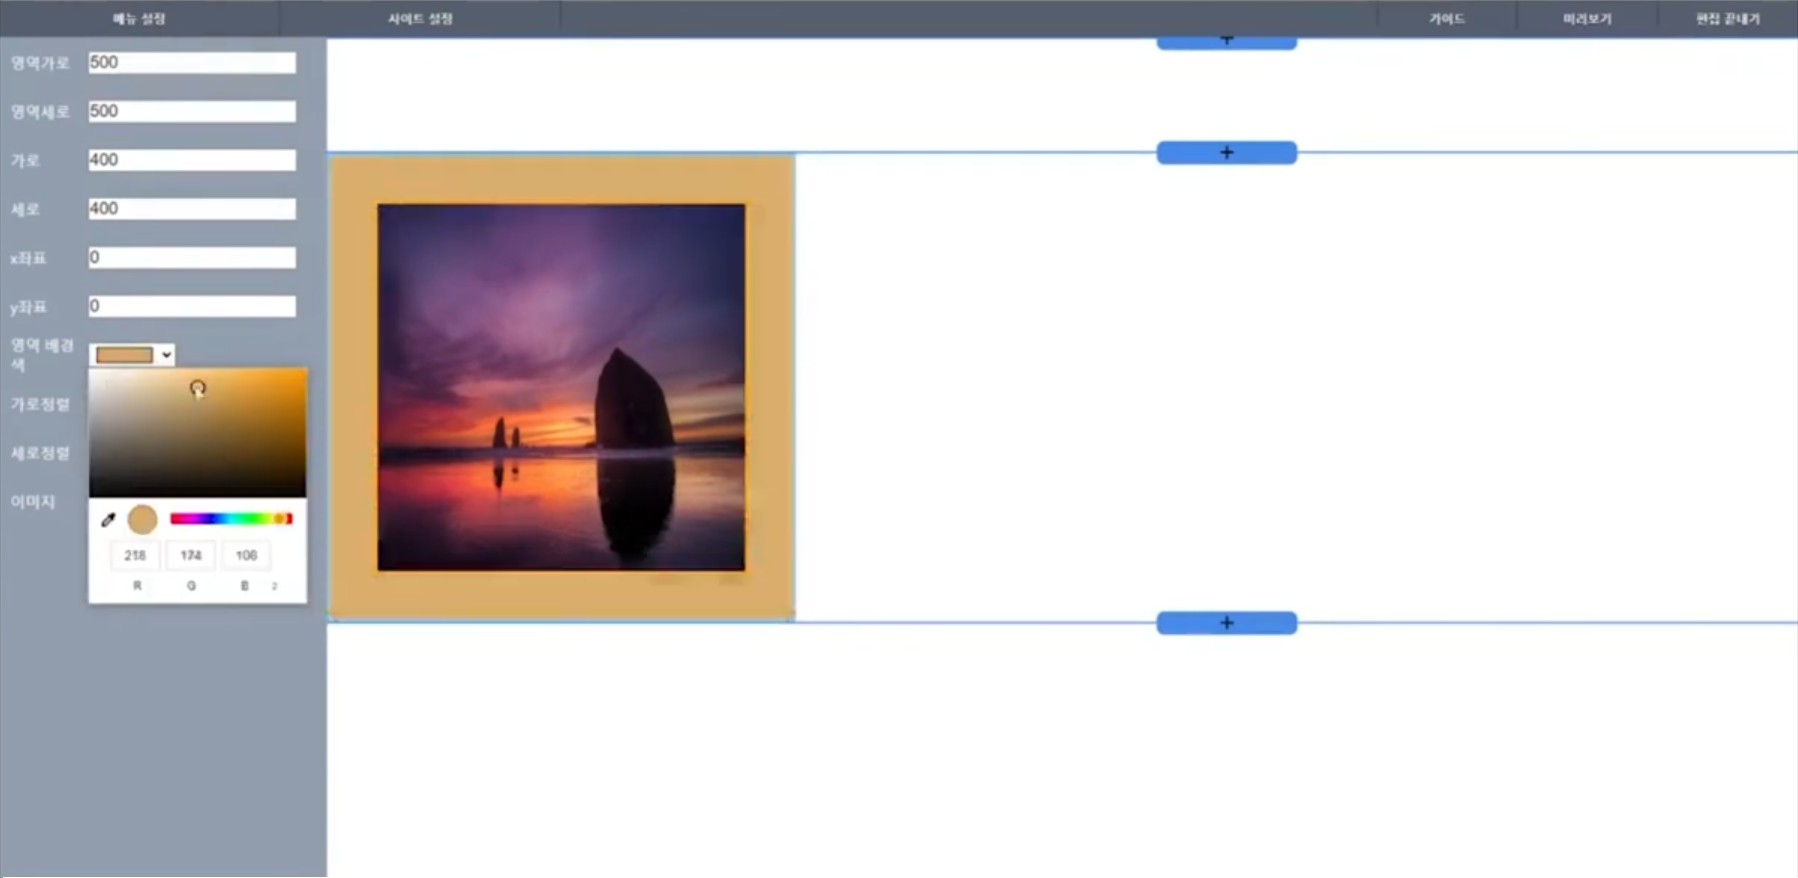 메뉴 설정
사이트 설정
가이드
미리보기
편집 끝내기
영역가로
500
영역세로
500
가로
400
세로
400
x좌표
0
y좌표
0
영역 배경
색
가로정렬
세로정렬
이미지
218
174
106
R
G
B
+
+
+